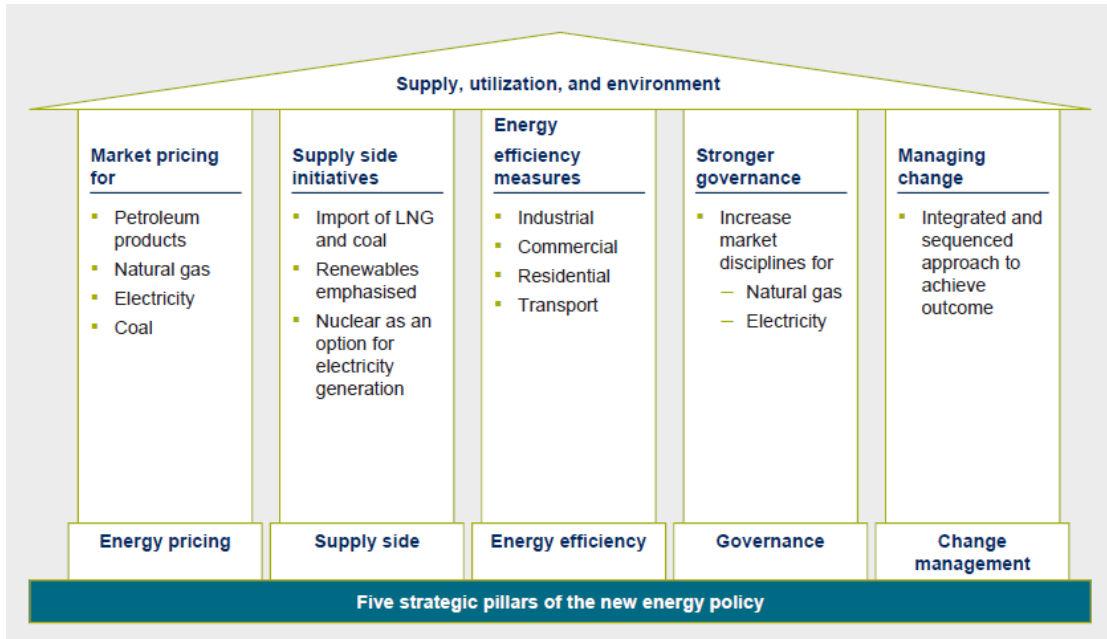 Supply, utilization, and environment
Market pricing
for
▪ Petroleum
products
▪ Natural gas
▪ Electricity
▪ Coal
Energy pricing
Supply side
initiatives
▪ Import of LNG
and coal
▪ Renewables
emphasised
▪ Nuclear as an
option for
electricity
generation
Supply side
Energy
efficiency
measures
▪ Industrial
▪ Commercial
▪ Residential
▪ Transport
Energy efficiency
Stronger
governance
▪ Increase
market
disciplines for
– Natural gas
– Electricity
Governance
Managing
change
▪ Integrated and
sequenced
approach to
achieve
outcome
Change
management
Five strategic pillars of the new energy policy